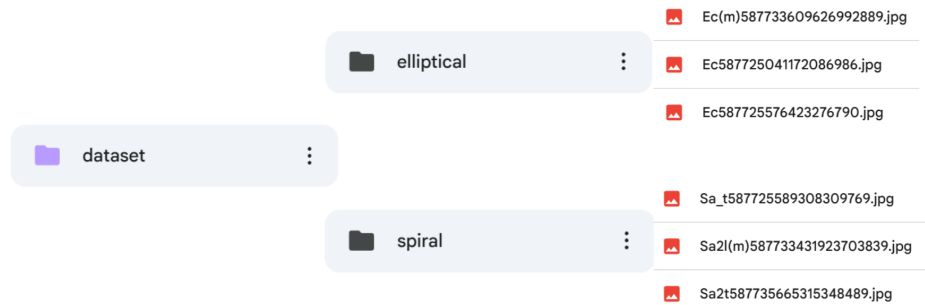 Ec(m)587733609626992889.jpg
elliptical
Ec587725041172086986.jpg
Ec587725576423276790.jpg
dataset
Sa_t587725589308309769.jpg
spiral
Sa2l(m)587733431923703839.jpg
Sa2t587735665315348489.jpg